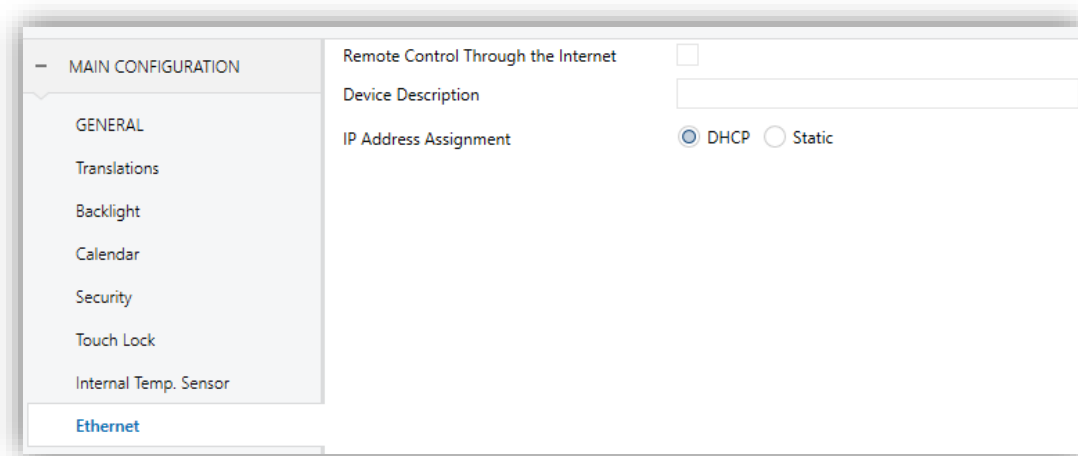 MAIN CONFIGURATION
GENERAL
Translations
Backlight
Calendar
Security
Touch Lock
Internal Temp. Sensor
Ethernet
Remote Control Through the Internet
Device Description
IP Address Assignment DHCP Static